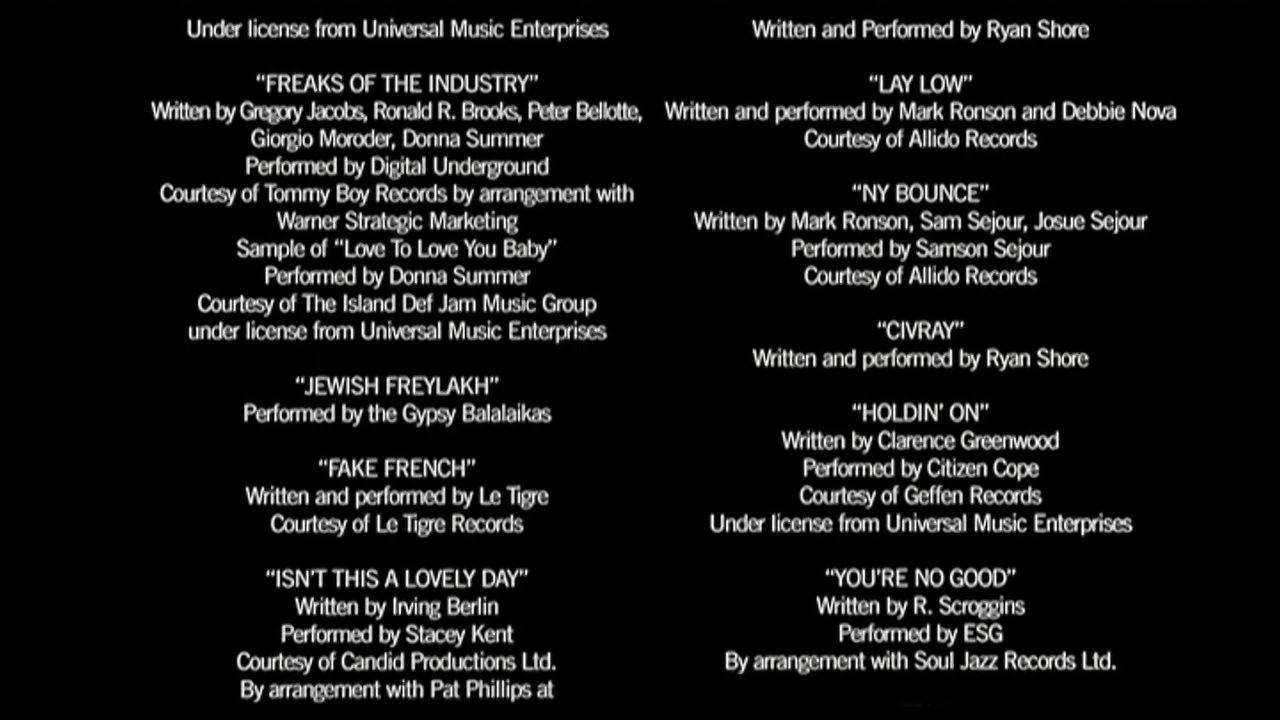 Under license from Universal Music Enterprises
“FREAKS OF THE INDUSTRY”
Written by Gregory Jacobs, Ronald R. Brooks, Peter Bellotte,
Giorgio Moroder, Donna Summer
Performed by Digital Underground
Courtesy of Tommy Boy Records by arrangement with
Warner Strategic Marketing
Sample of “Love To Love You Baby”
Performed by Donna Summer
Courtesy of The Island Def Jam Music Group
under license from Universal Music Enterprises
“JEWISH FREYLAKH”
Performed by the Gypsy Balalaikas
“FAKE FRENCH”
Written and performed by Le Tigre
Courtesy of Le Tigre Records
“ISN’T THIS A LOVELY DAY”
Written by Irving Berlin
Performed by Stacey Kent
Courtesy of Candid Productions Ltd.
By arrangement with Pat Phillips at
Written and Performed by Ryan Shore
“LAY LOW”
Written and performed by Mark Ronson and Debbie Nova
Courtesy of Allido Records
“NY BOUNCE”
Written by Mark Ronson, Sam Sejour, Josue Sejour
Performed by Samson Sejour
Courtesy of Allido Records
“CIVRAY”
Written and performed by Ryan Shore
“HOLDIN’ ON”
Written by Clarence Greenwood
Performed by Citizen Cope
Courtesy of Geffen Records
Under license from Universal Music Enterprises
“YOU’RE NO GOOD”
Written by R. Scroggins
Performed by ESG
By arrangement with Soul Jazz Records Ltd.